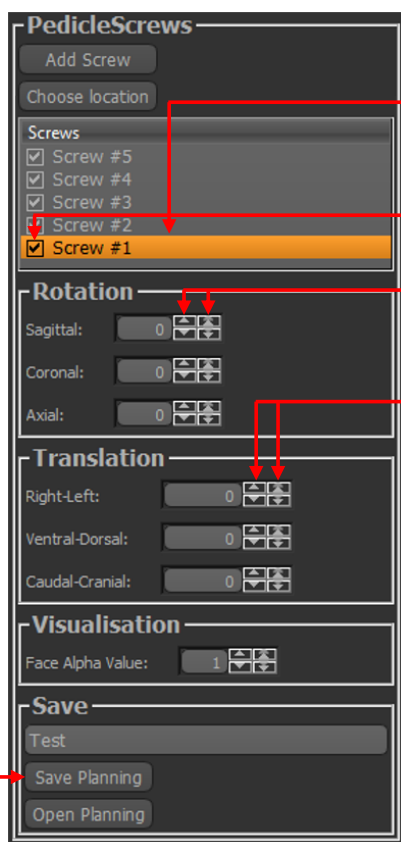 PedicleScrews
Add Screw
Choose location
Screws
Screw #5
Screw #4
Screw #3
Screw #2
Screw #1
Rotation
Sagittal: 0
Coronal: 0
Axial: 0
Translation
Right-Left: 0
Ventral-Dorsal: 0
Caudal-Cranial: 0
Visualisation
Face Alpha Value: 1
Save
Test
Save Planning
Open Planning